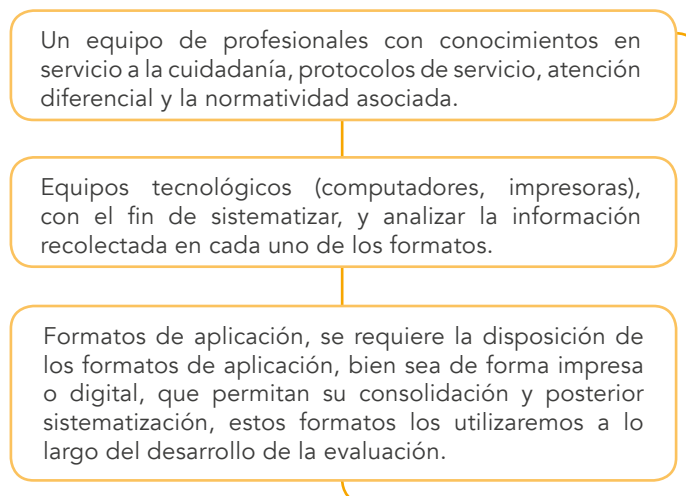 Un equipo de profesionales con conocimientos en
servicio a la cuidadanía, protocolos de servicio, atención
diferencial y la normatividad asociada.
Equipos tecnológicos (computadores, impresoras),
con el fin de sistematizar, y analizar la información
recolectada en cada uno de los formatos.
Formatos de aplicación, se requiere la disposición de
los formatos de aplicación, bien sea de forma impresa
o digital, que permitan su consolidación y posterior
sistematización, estos formatos los utilizaremos a lo
largo del desarrollo de la evaluación.